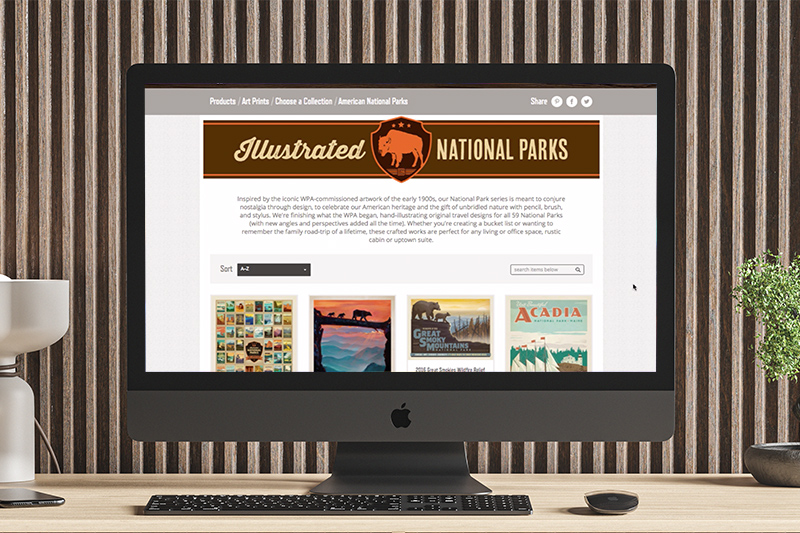 Products / Art Prints / Choose a Collection / American National Parks
Share
Illustrated NATIONAL PARKS
Inspired by the iconic WPA-commissioned artwork of the early 1900s, our National Park series is meant to conjure
nostalgia through design, to celebrate our American heritage and the gift of unbridled nature with pencil, brush,
and stylus. We're finishing what the WPA began, hand-illustrating original travel designs for all 59 National Parks
(with new angles and perspectives added all the time). Whether you're creating a bucket list or wanting to
remember the family road-trip of a lifetime, these crafted works are perfect for any living or office space, rustic
cabin or uptown suite.
Sort
A-Z
search items below
GREAT
SMOKY
MOUNTAINS
NATIONAL PARK
ACADIA
NATIONAL PARK • MAINE
2016 Great Smokies Wildfire Relief